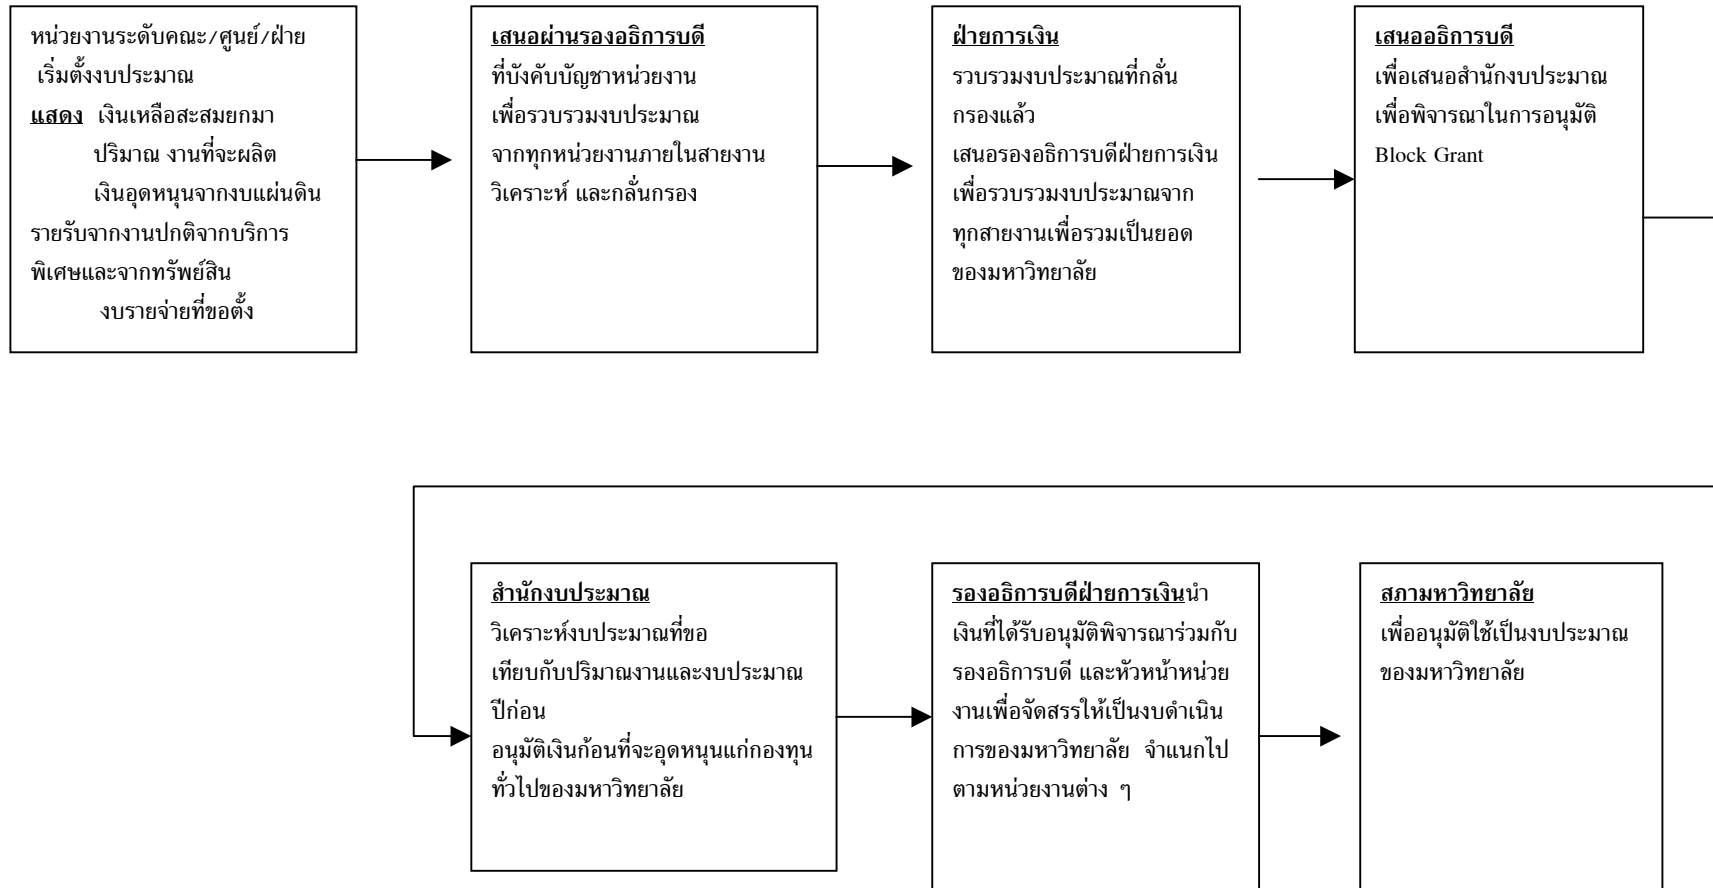 หน่วยงานระดับคณะ/ศูนย์/ฝ่าย
เริ่มตั้งงบประมาณ
แสดง เงินเหลือสะสมยกมา
ปริมาณ งานที่จะผลิต
เงินอุดหนุนจากงบแผ่นดิน
รายรับจากงานปกติจากบริการ
พิเศษและจากทรัพย์สิน
งบรายจ่ายที่ขอตั้ง
เสนอผ่านรองอธิการบดี
ที่บังคับบัญชาหน่วยงาน
เพื่อรวบรวมงบประมาณ
จากทุกหน่วยงานภายในสายงาน
วิเคราะห์ และกลั่นกรอง
ฝ่ายการเงิน
รวบรวมงบประมาณที่กลั่น
กรองแล้ว
เสนอรองอธิการบดีฝ่ายการเงิน
เพื่อรวบรวมงบประมาณจาก
ทุกสายงานเพื่อรวมเป็นยอด
ของมหาวิทยาลัย
เสนออธิการบดี
เพื่อเสนอสำนักงบประมาณ
เพื่อพิจารณาในการอนุมัติ
Block Grant
สำนักงบประมาณ
วิเคราะห์งบประมาณที่ขอ
เทียบกับปริมาณงานและงบประมาณ
ปีก่อน
อนุมัติเงินก้อนที่จะอุดหนุนแก่กองทุน
ทั่วไปของมหาวิทยาลัย
รองอธิการบดีฝ่ายการเงินนำ
เงินที่ได้รับอนุมัติพิจารณาร่วมกับ
รองอธิการบดี และหัวหน้าหน่วย
งานเพื่อจัดสรรให้เป็นงบดำเนิน
การของมหาวิทยาลัย จำแนกไป
ตามหน่วยงานต่าง ๆ
สภามหาวิทยาลัย
เพื่ออนุมัติใช้เป็นงบประมาณ
ของมหาวิทยาลัย